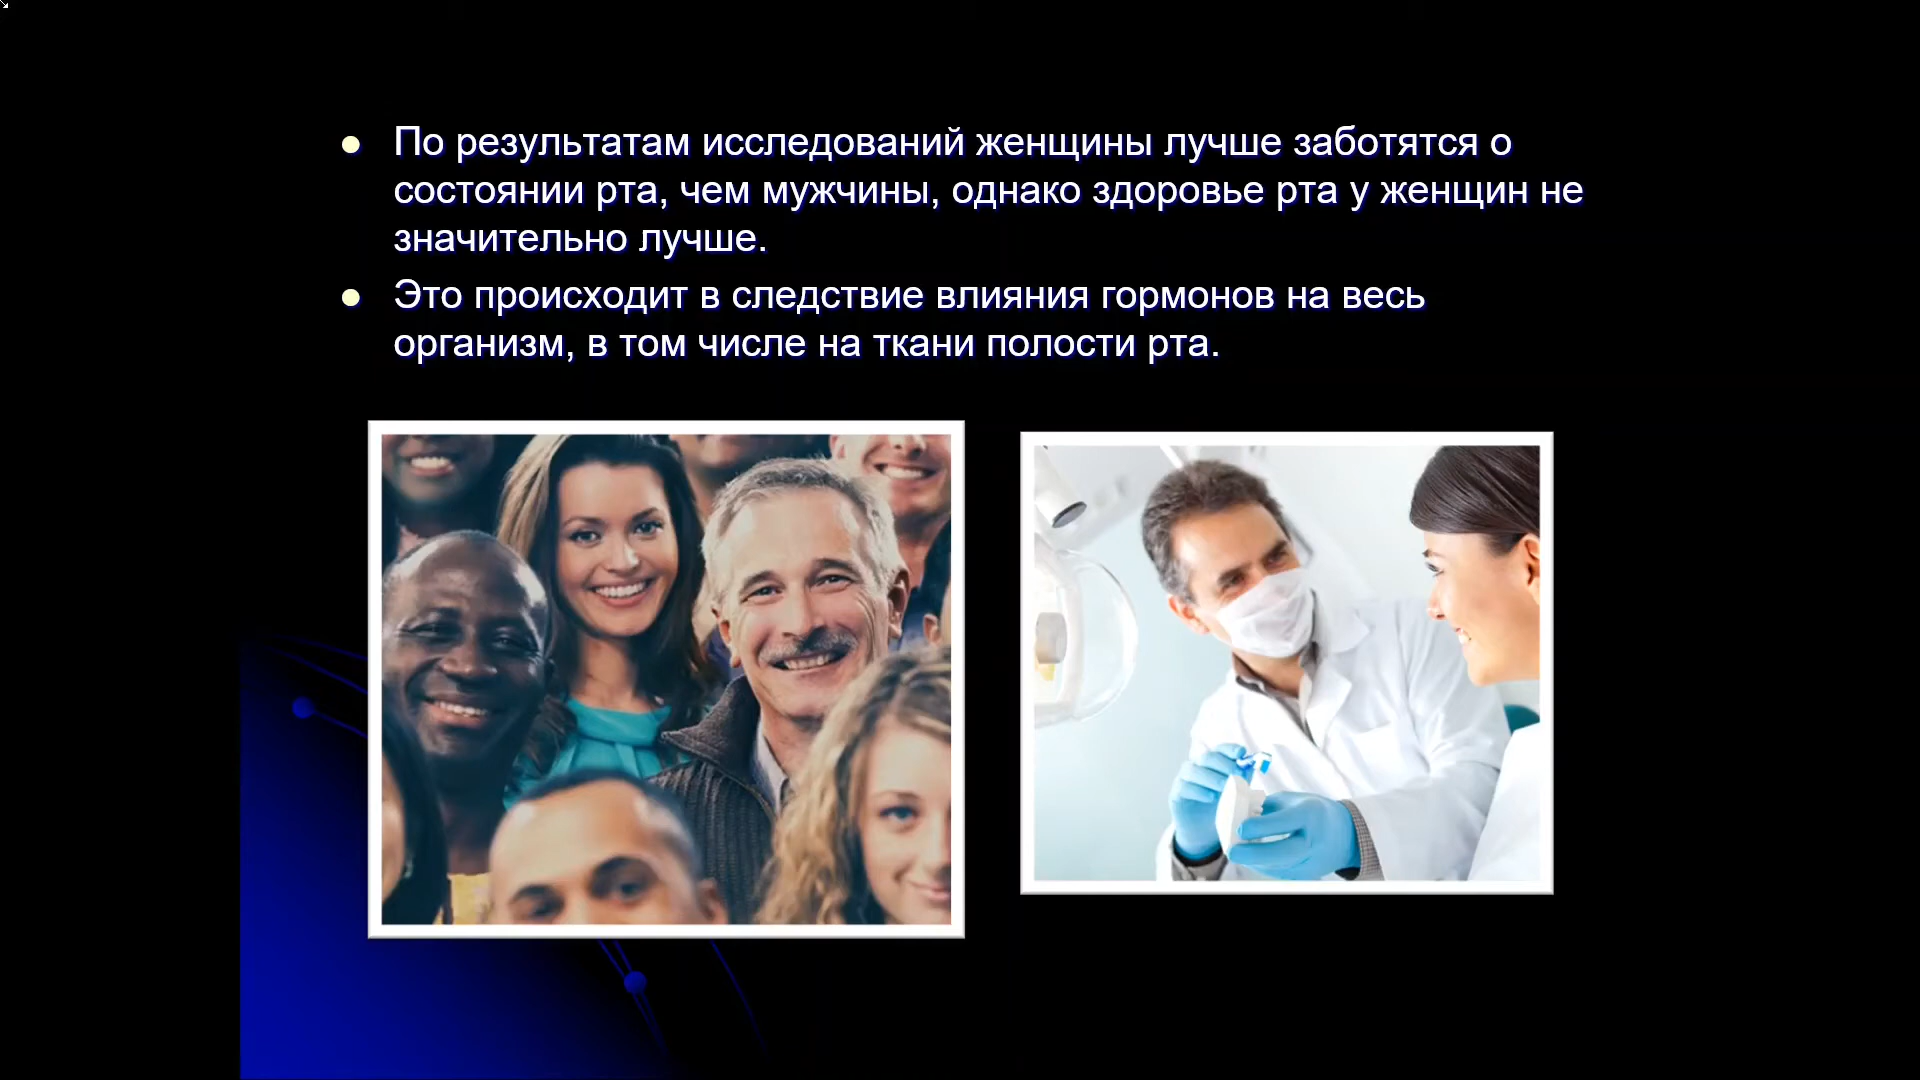 По результатам исследований женщины лучше заботятся о
состоянии рта, чем мужчины, однако здоровье рта у женщин не
значительно лучше.
Это происходит в следствие влияния гормонов на весь
организм, в том числе на ткани полости рта.